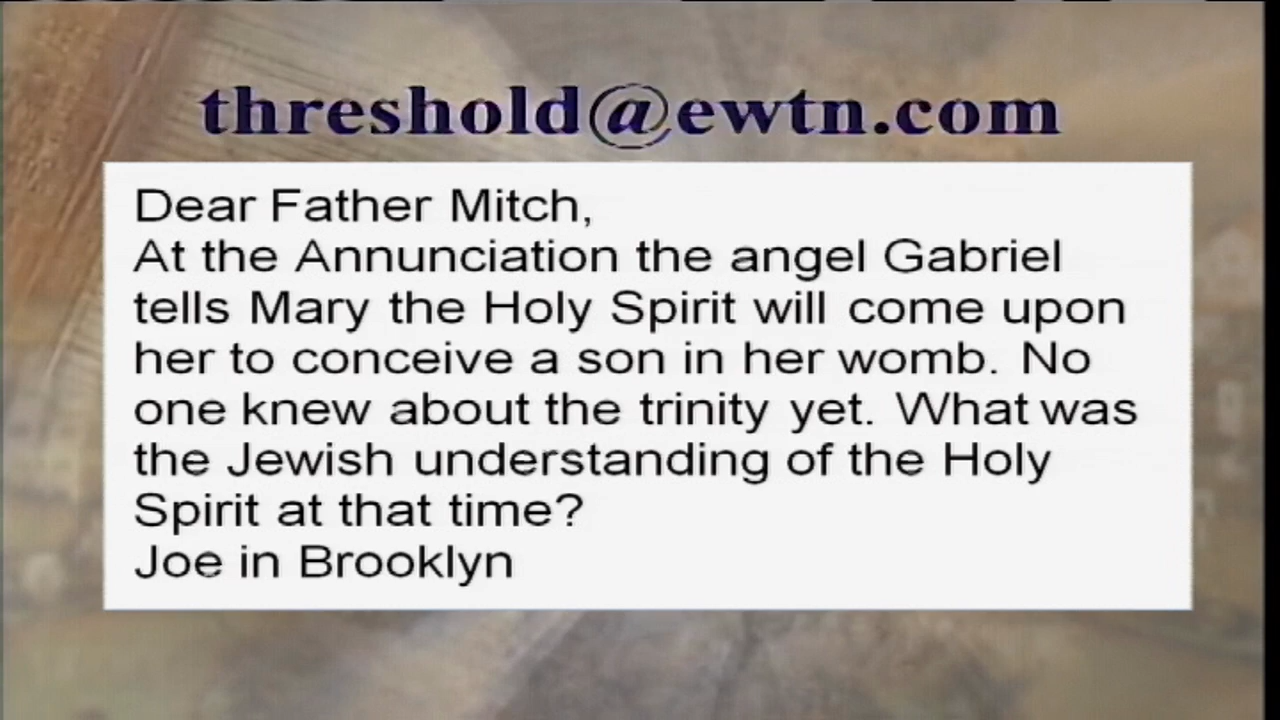 threshold@ewtn.com
Dear Father Mitch,
At the Annunciation the angel Gabriel
tells Mary the Holy Spirit will come upon
her to conceive a son in her womb. No
one knew about the trinity yet. What was
the Jewish understanding of the Holy
Spirit at that time?
Joe in Brooklyn